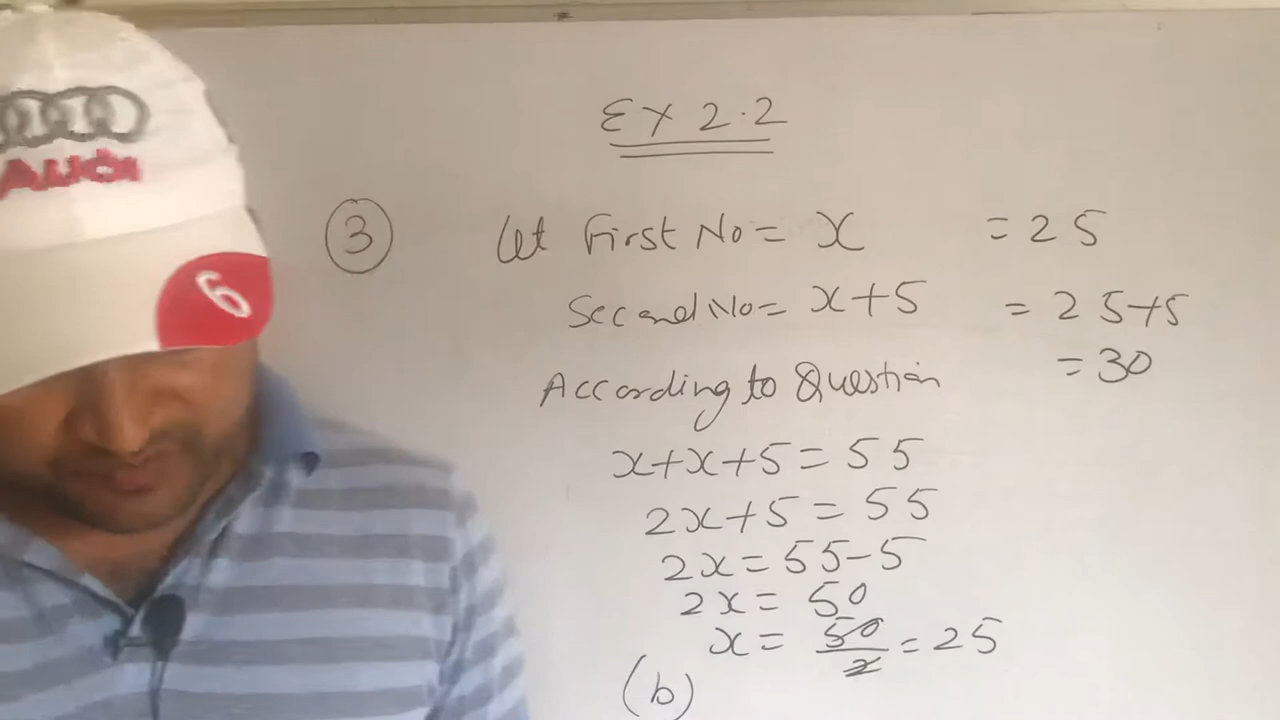 AUDI
6
EX 2.2
③ Let First No = x = 25
Second No = x+5 = 25+5
= 30
According to Question
x+x+5 = 55
2x+5 = 55
2x = 55-5
2x = 50
x = 50/2 = 25
(b)